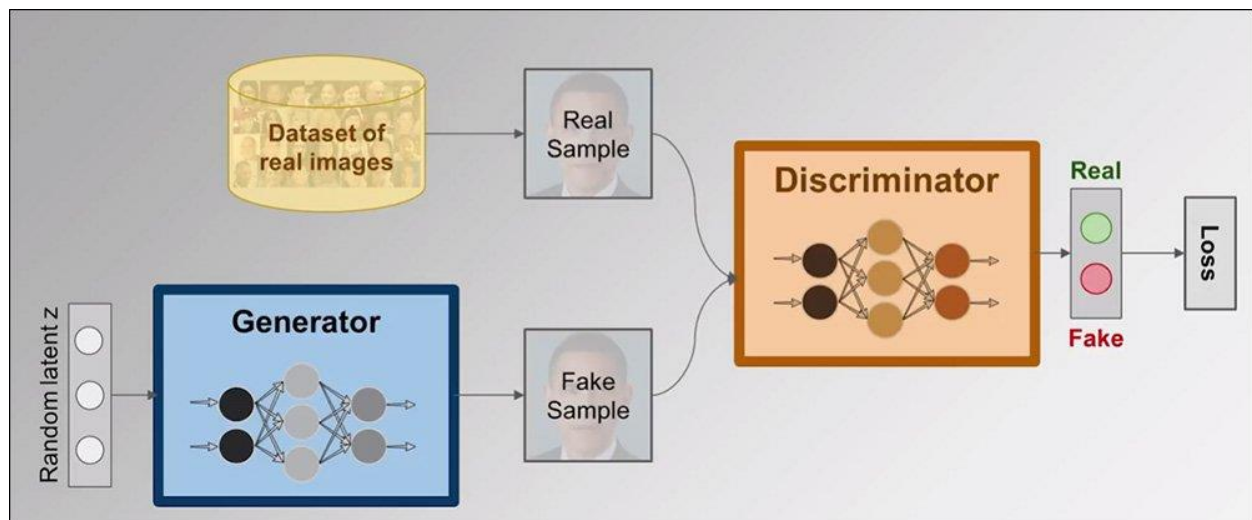 Dataset of
real images
Real
Sample
Discriminator
Real
Fake
Loss
Random latent z
Generator
Fake
Sample